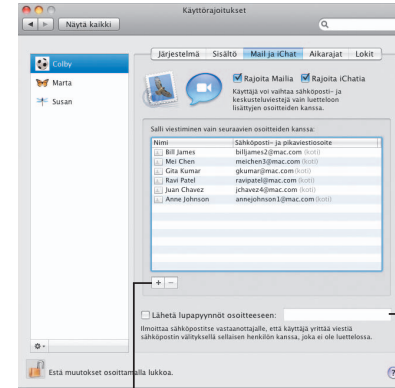 Käyttörajoitukset
Näytä kaikki
Järjestelmä Sisältö Mail ja iChat Aikarajat Lokit
Colby
Marta
Susan
Rajoita Mailia Rajoita iChatia
Käyttäjä voi vaihtaa sähköposti- ja
keskusteluviestejä vain luetteloon
lisättyjen osoitteiden kanssa.
Salli viestiminen vain seuraavien osoitteiden kanssa:
Nimi Sähköposti- ja pikaviestiosoite
Bill James billjames2@mac.com (koti)
Mei Chen meichen3@mac.com (koti)
Gita Kumar gkumar@mac.com (koti)
Ravi Patel ravipatel@mac.com (koti)
Juan Chavez jchavez4@mac.com (koti)
Anne Johnson annejohnson1@mac.com (koti)
+ −
Lähetä lupapyynnöt osoitteeseen:
Ilmoittaa sähköpostitse vastaanottajalle, että käyttäjä yrittää viestiä
sähköpostin välityksellä sellaisen henkilön kanssa, joka ei ole luettelossa.
Estä muutokset osoittamalla lukkoa.
?